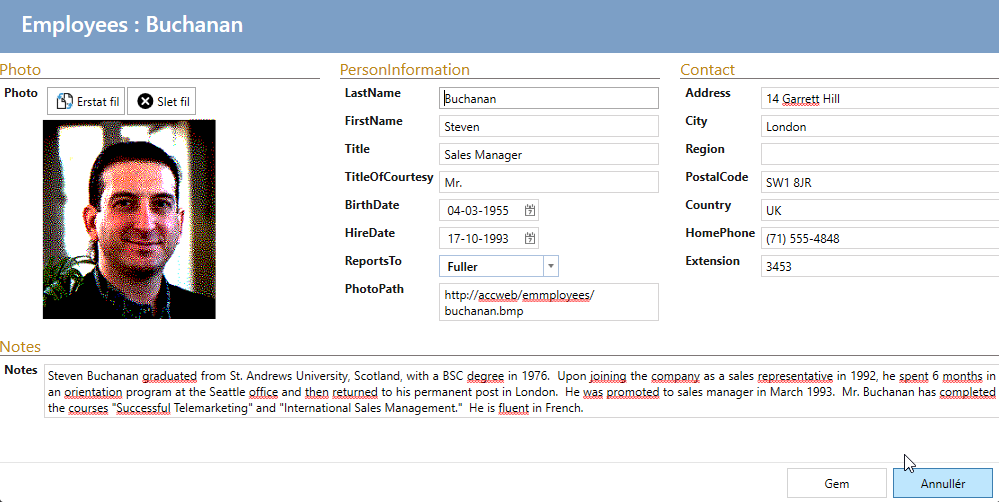 Employees : Buchanan
Photo
Photo
Erstat fil
Slet fil
PersonInformation
LastName
Buchanan
FirstName
Steven
Title
Sales Manager
TitleOfCourtesy
Mr.
BirthDate
04-03-1955
HireDate
17-10-1993
ReportsTo
Fuller
PhotoPath
http://accweb/emmployees/
buchanan.bmp
Contact
Address
14 Garrett Hill
City
London
Region
PostalCode
SW1 8JR
Country
UK
HomePhone
(71) 555-4848
Extension
3453
Notes
Notes
Steven Buchanan graduated from St. Andrews University, Scotland, with a BSC degree in 1976.  Upon joining the company as a sales representative in 1992, he spent 6 months in
an orientation program at the Seattle office and then returned to his permanent post in London.  He was promoted to sales manager in March 1993.  Mr. Buchanan has completed
the courses "Successful Telemarketing" and "International Sales Management."  He is fluent in French.
Gem
Annullér